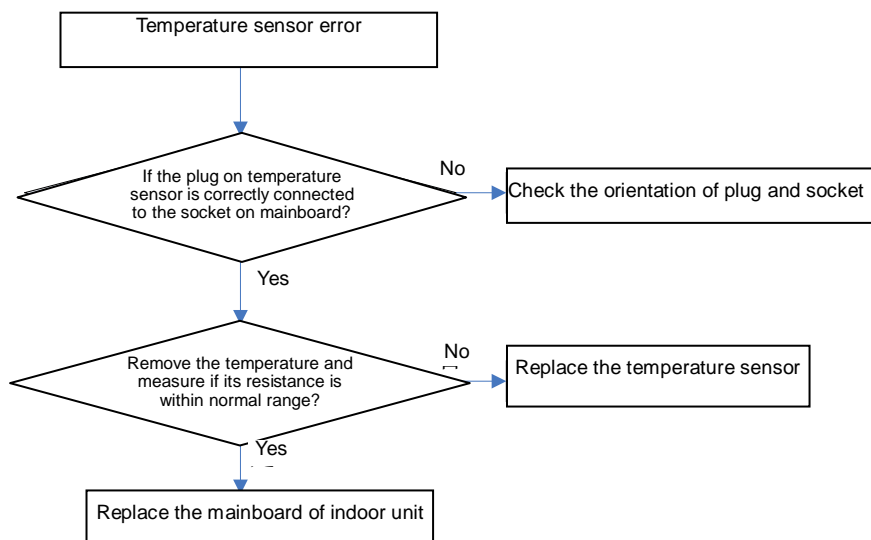 Temperature sensor error
If the plug on temperature
sensor is correctly connected
to the socket on mainboard?
No
Check the orientation of plug and socket
Yes
Remove the temperature and
measure if its resistance is
within normal range?
No
Replace the temperature sensor
Yes
Replace the mainboard of indoor unit